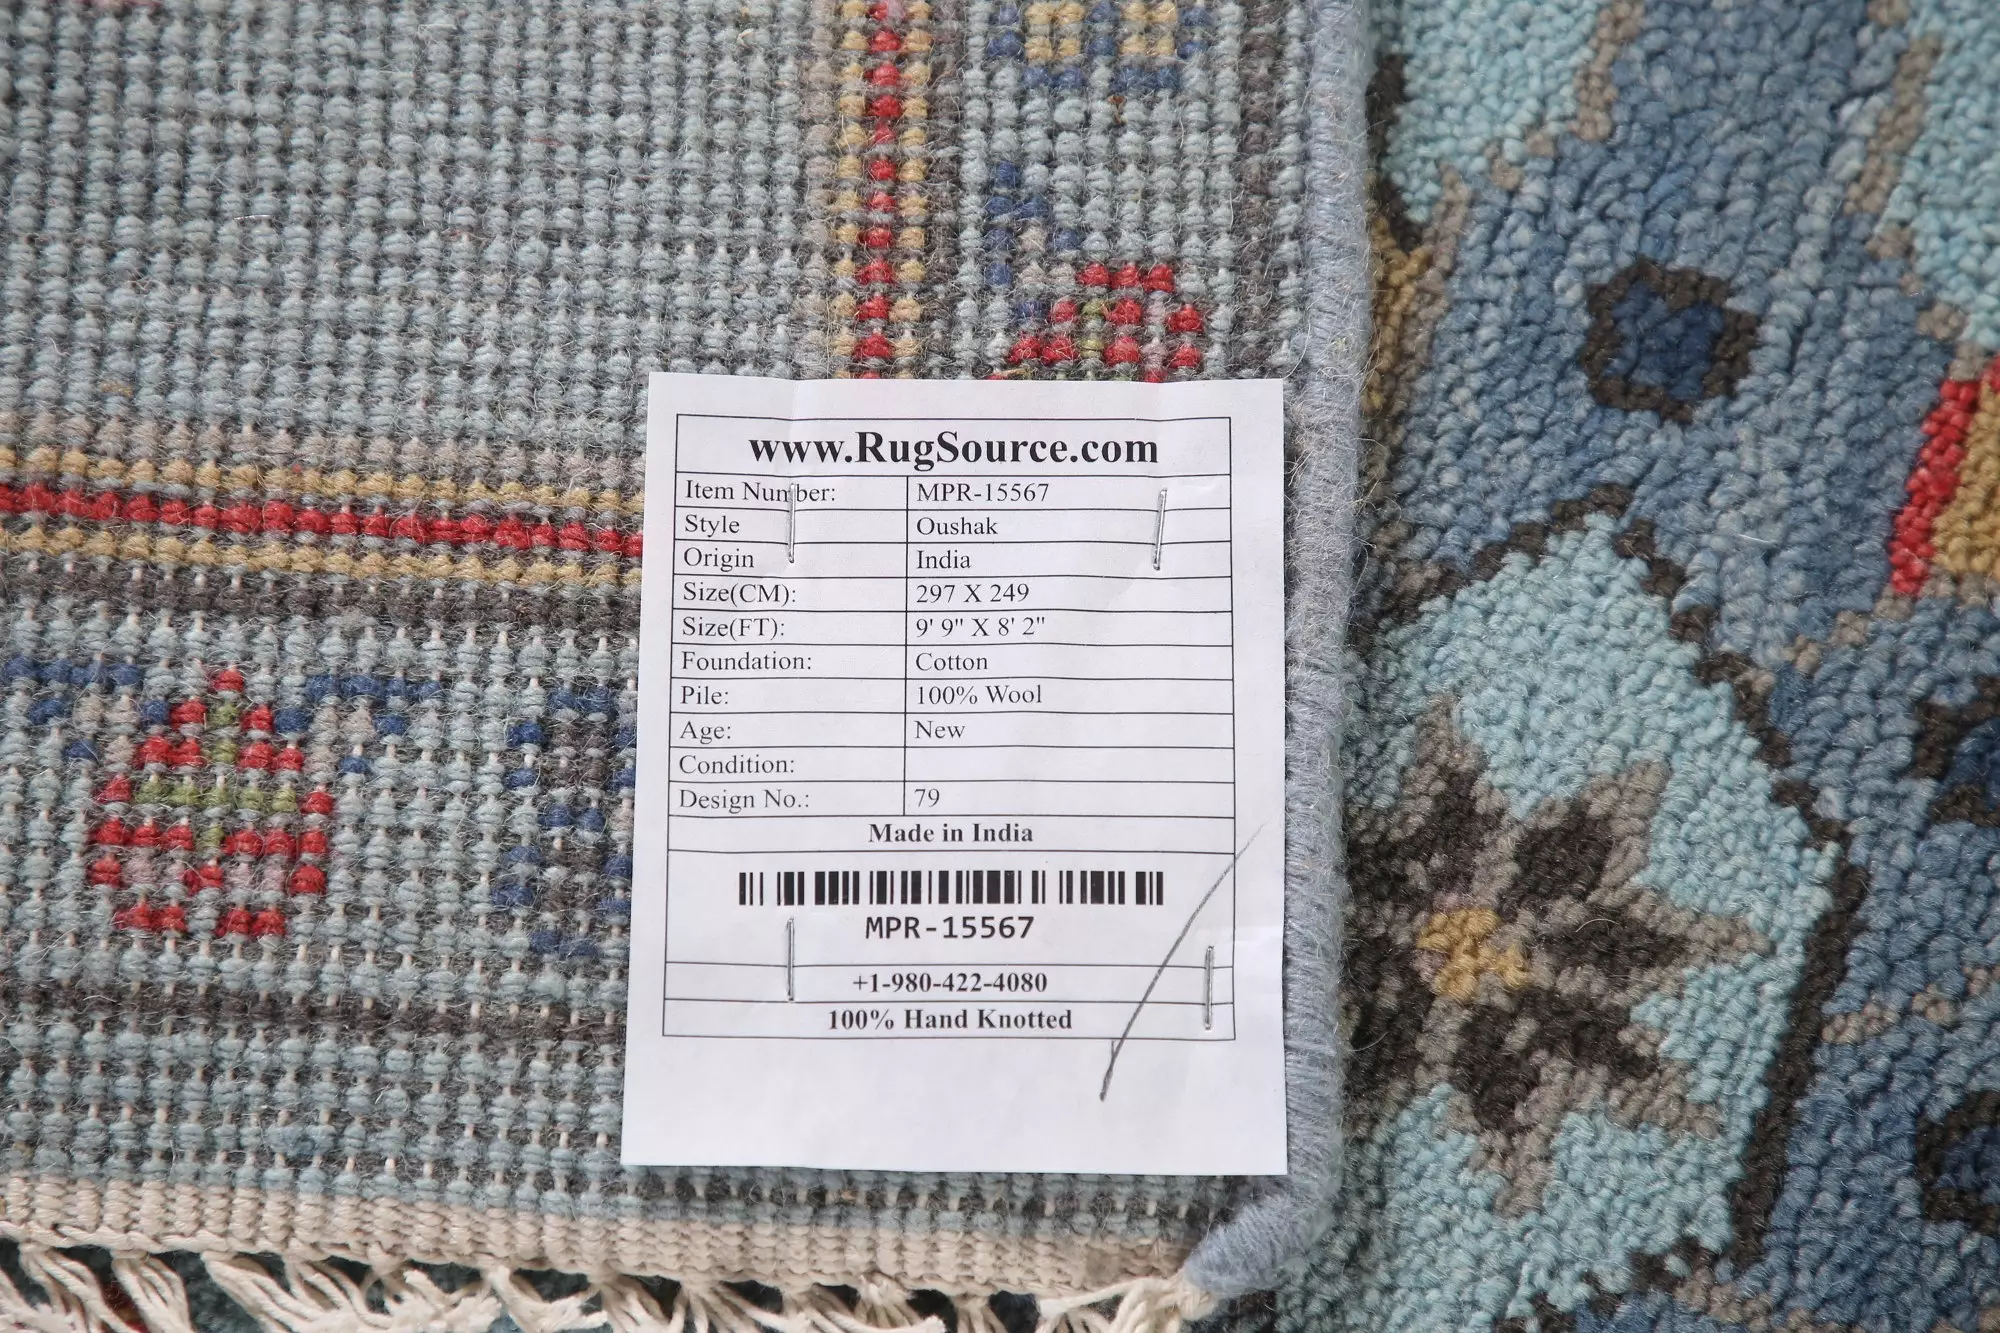 www.RugSource.com
Item Number: MPR-15567
Style Oushak
Origin India
Size(CM): 297 X 249
Size(FT): 9' 9" X 8' 2"
Foundation: Cotton
Pile: 100% Wool
Age: New
Condition:
Design No.: 79
Made in India
MPR-15567
+1-980-422-4080
100% Hand Knotted